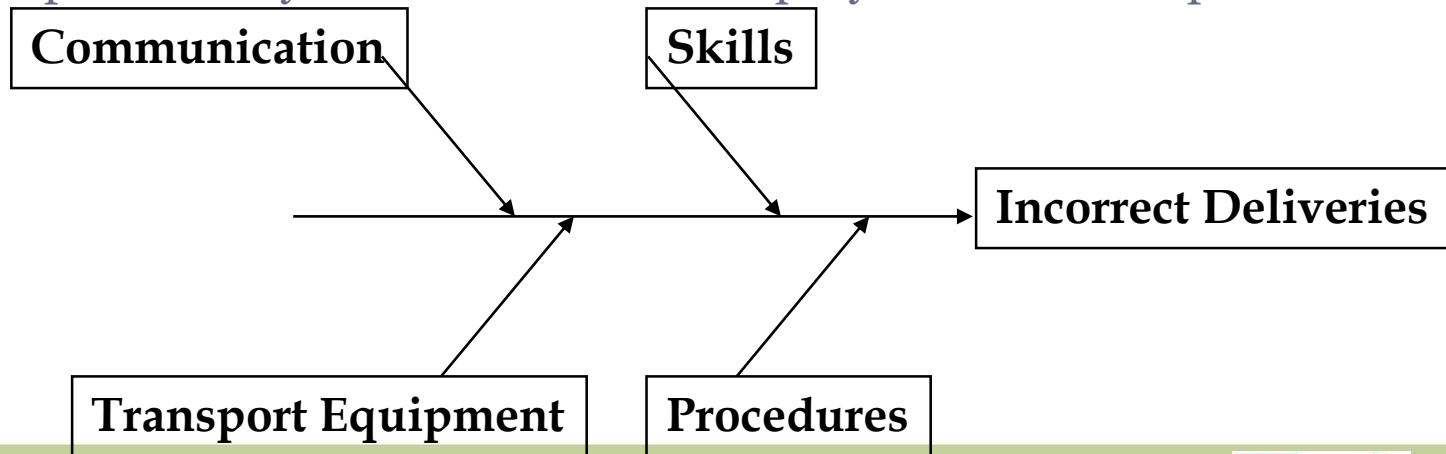 Communication
Skills
Incorrect Deliveries
Transport Equipment
Procedures